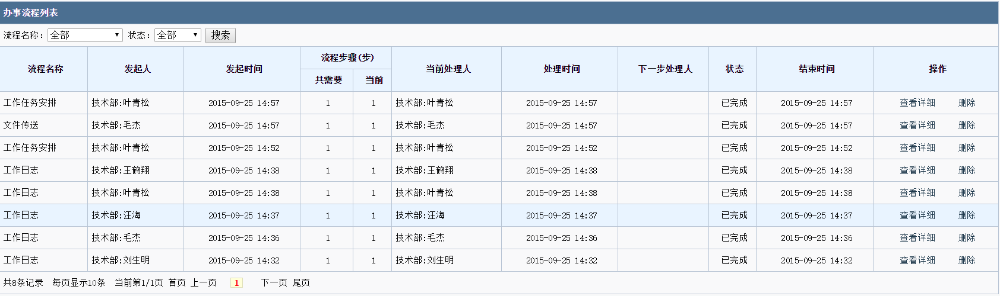 办事流程列表
流程名称： 全部 状态： 全部 搜索
流程名称 发起人 发起时间 流程步骤(步) 当前处理人 处理时间 下一步处理人 状态 结束时间 操作
共需要 当前
工作任务安排 技术部:叶青松 2015-09-25 14:57 1 1 技术部:叶青松 2015-09-25 14:57 已完成 2015-09-25 14:57 查看详细 删除
文件传送 技术部:毛杰 2015-09-25 14:57 1 1 技术部:毛杰 2015-09-25 14:57 已完成 2015-09-25 14:57 查看详细 删除
工作任务安排 技术部:叶青松 2015-09-25 14:52 1 1 技术部:叶青松 2015-09-25 14:52 已完成 2015-09-25 14:52 查看详细 删除
工作日志 技术部:王鹤翔 2015-09-25 14:38 1 1 技术部:王鹤翔 2015-09-25 14:38 已完成 2015-09-25 14:38 查看详细 删除
工作日志 技术部:叶青松 2015-09-25 14:38 1 1 技术部:叶青松 2015-09-25 14:38 已完成 2015-09-25 14:38 查看详细 删除
工作日志 技术部:汪海 2015-09-25 14:37 1 1 技术部:汪海 2015-09-25 14:37 已完成 2015-09-25 14:37 查看详细 删除
工作日志 技术部:毛杰 2015-09-25 14:36 1 1 技术部:毛杰 2015-09-25 14:36 已完成 2015-09-25 14:36 查看详细 删除
工作日志 技术部:刘生明 2015-09-25 14:32 1 1 技术部:刘生明 2015-09-25 14:32 已完成 2015-09-25 14:32 查看详细 删除
共8条记录 每页显示10条 当前第1/1页 首页 上一页 1 下一页 尾页